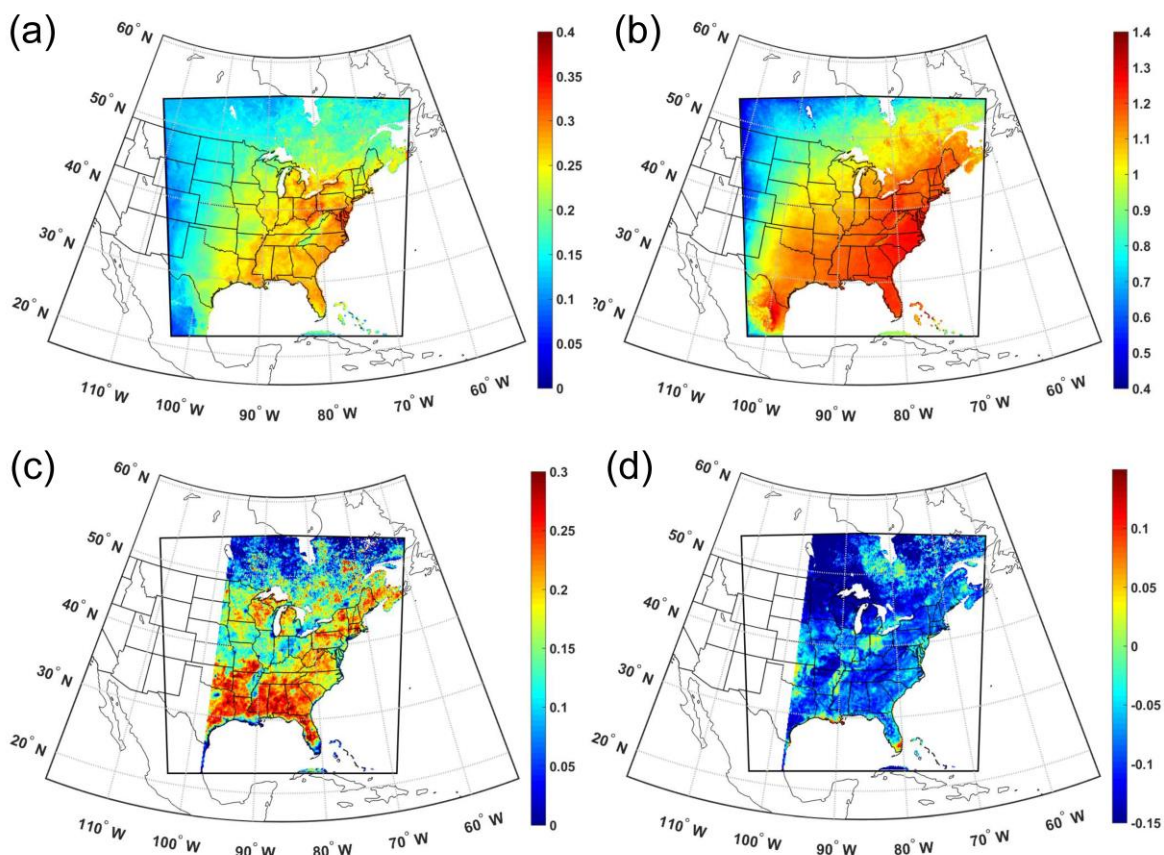 (a)
60° N
50° N
40° N
30° N
20° N
110° W
100° W
90° W
80° W
70° W
60° W
0.4
0.35
0.3
0.25
0.2
0.15
0.1
0.05
0
(b)
60° N
50° N
40° N
30° N
20° N
110° W
100° W
90° W
80° W
70° W
60° W
1.4
1.3
1.2
1.1
1.0
0.9
0.8
0.7
0.6
0.5
0.4
(c)
60° N
50° N
40° N
30° N
20° N
110° W
100° W
90° W
80° W
70° W
60° W
0.3
0.25
0.2
0.15
0.1
0.05
0
(d)
60° N
50° N
40° N
30° N
20° N
110° W
100° W
90° W
80° W
70° W
60° W
0.1
0.05
0
-0.05
-0.1
-0.15